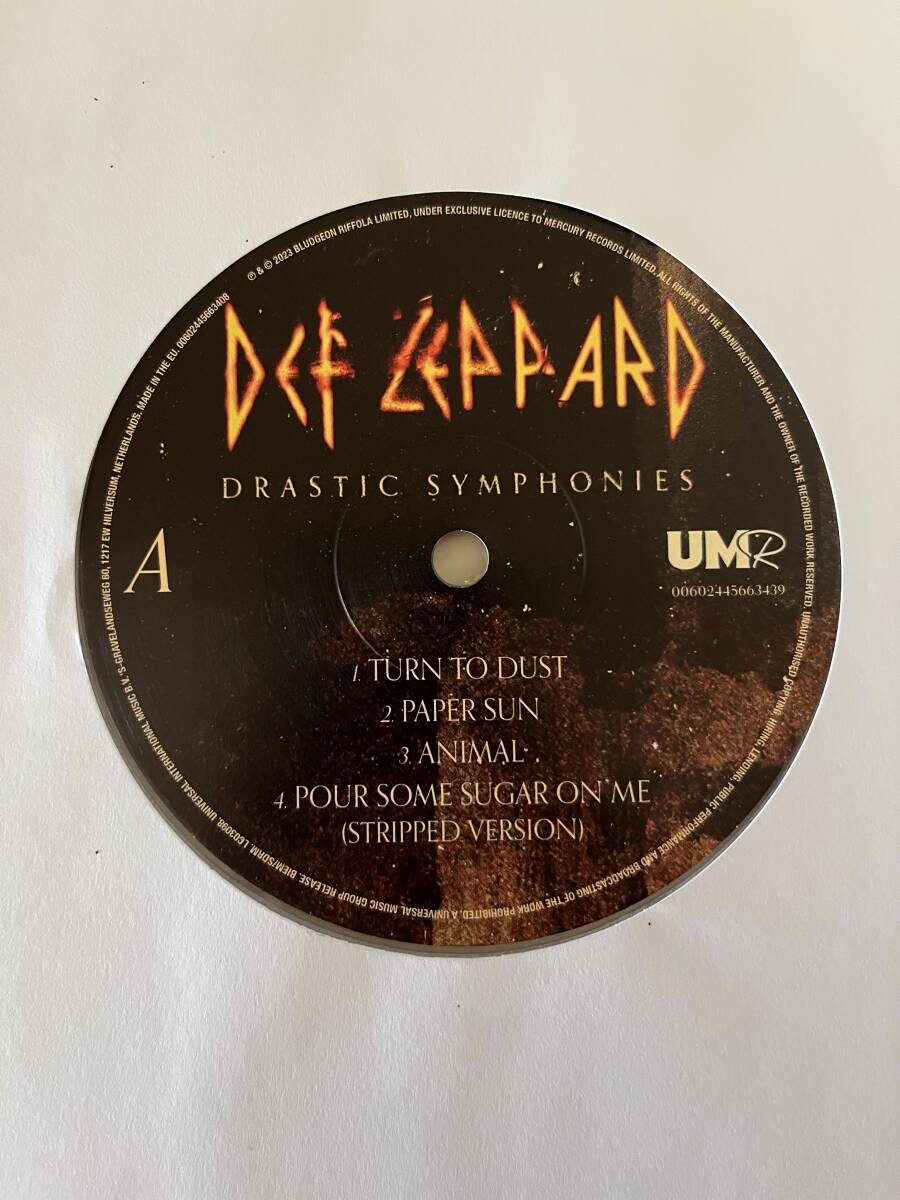 ℗ & © 2023 BLUDGEON RIFFOLA LIMITED, UNDER EXCLUSIVE LICENCE TO MERCURY RECORDS LIMITED. ALL RIGHTS OF THE MANUFACTURER AND THE OWNER OF THE RECORDED WORK RESERVED. UNAUTHORISED COPYING, HIRING, LENDING, PUBLIC PERFORMANCE AND BROADCASTING OF THE WORK PROHIBITED. A UNIVERSAL MUSIC GROUP RELEASE. BIEM/SDRM. LC03098. UNIVERSAL INTERNATIONAL MUSIC B.V. 'S-GRAVELANDSEWEG 80, 1217 EW HILVERSUM, NETHERLANDS. MADE IN THE EU. 00602445663408
DEF LEPPARD
DRASTIC SYMPHONIES
A
UMR
00602445663439
1. TURN TO DUST
2. PAPER SUN
3. ANIMAL
4. POUR SOME SUGAR ON ME
(STRIPPED VERSION)